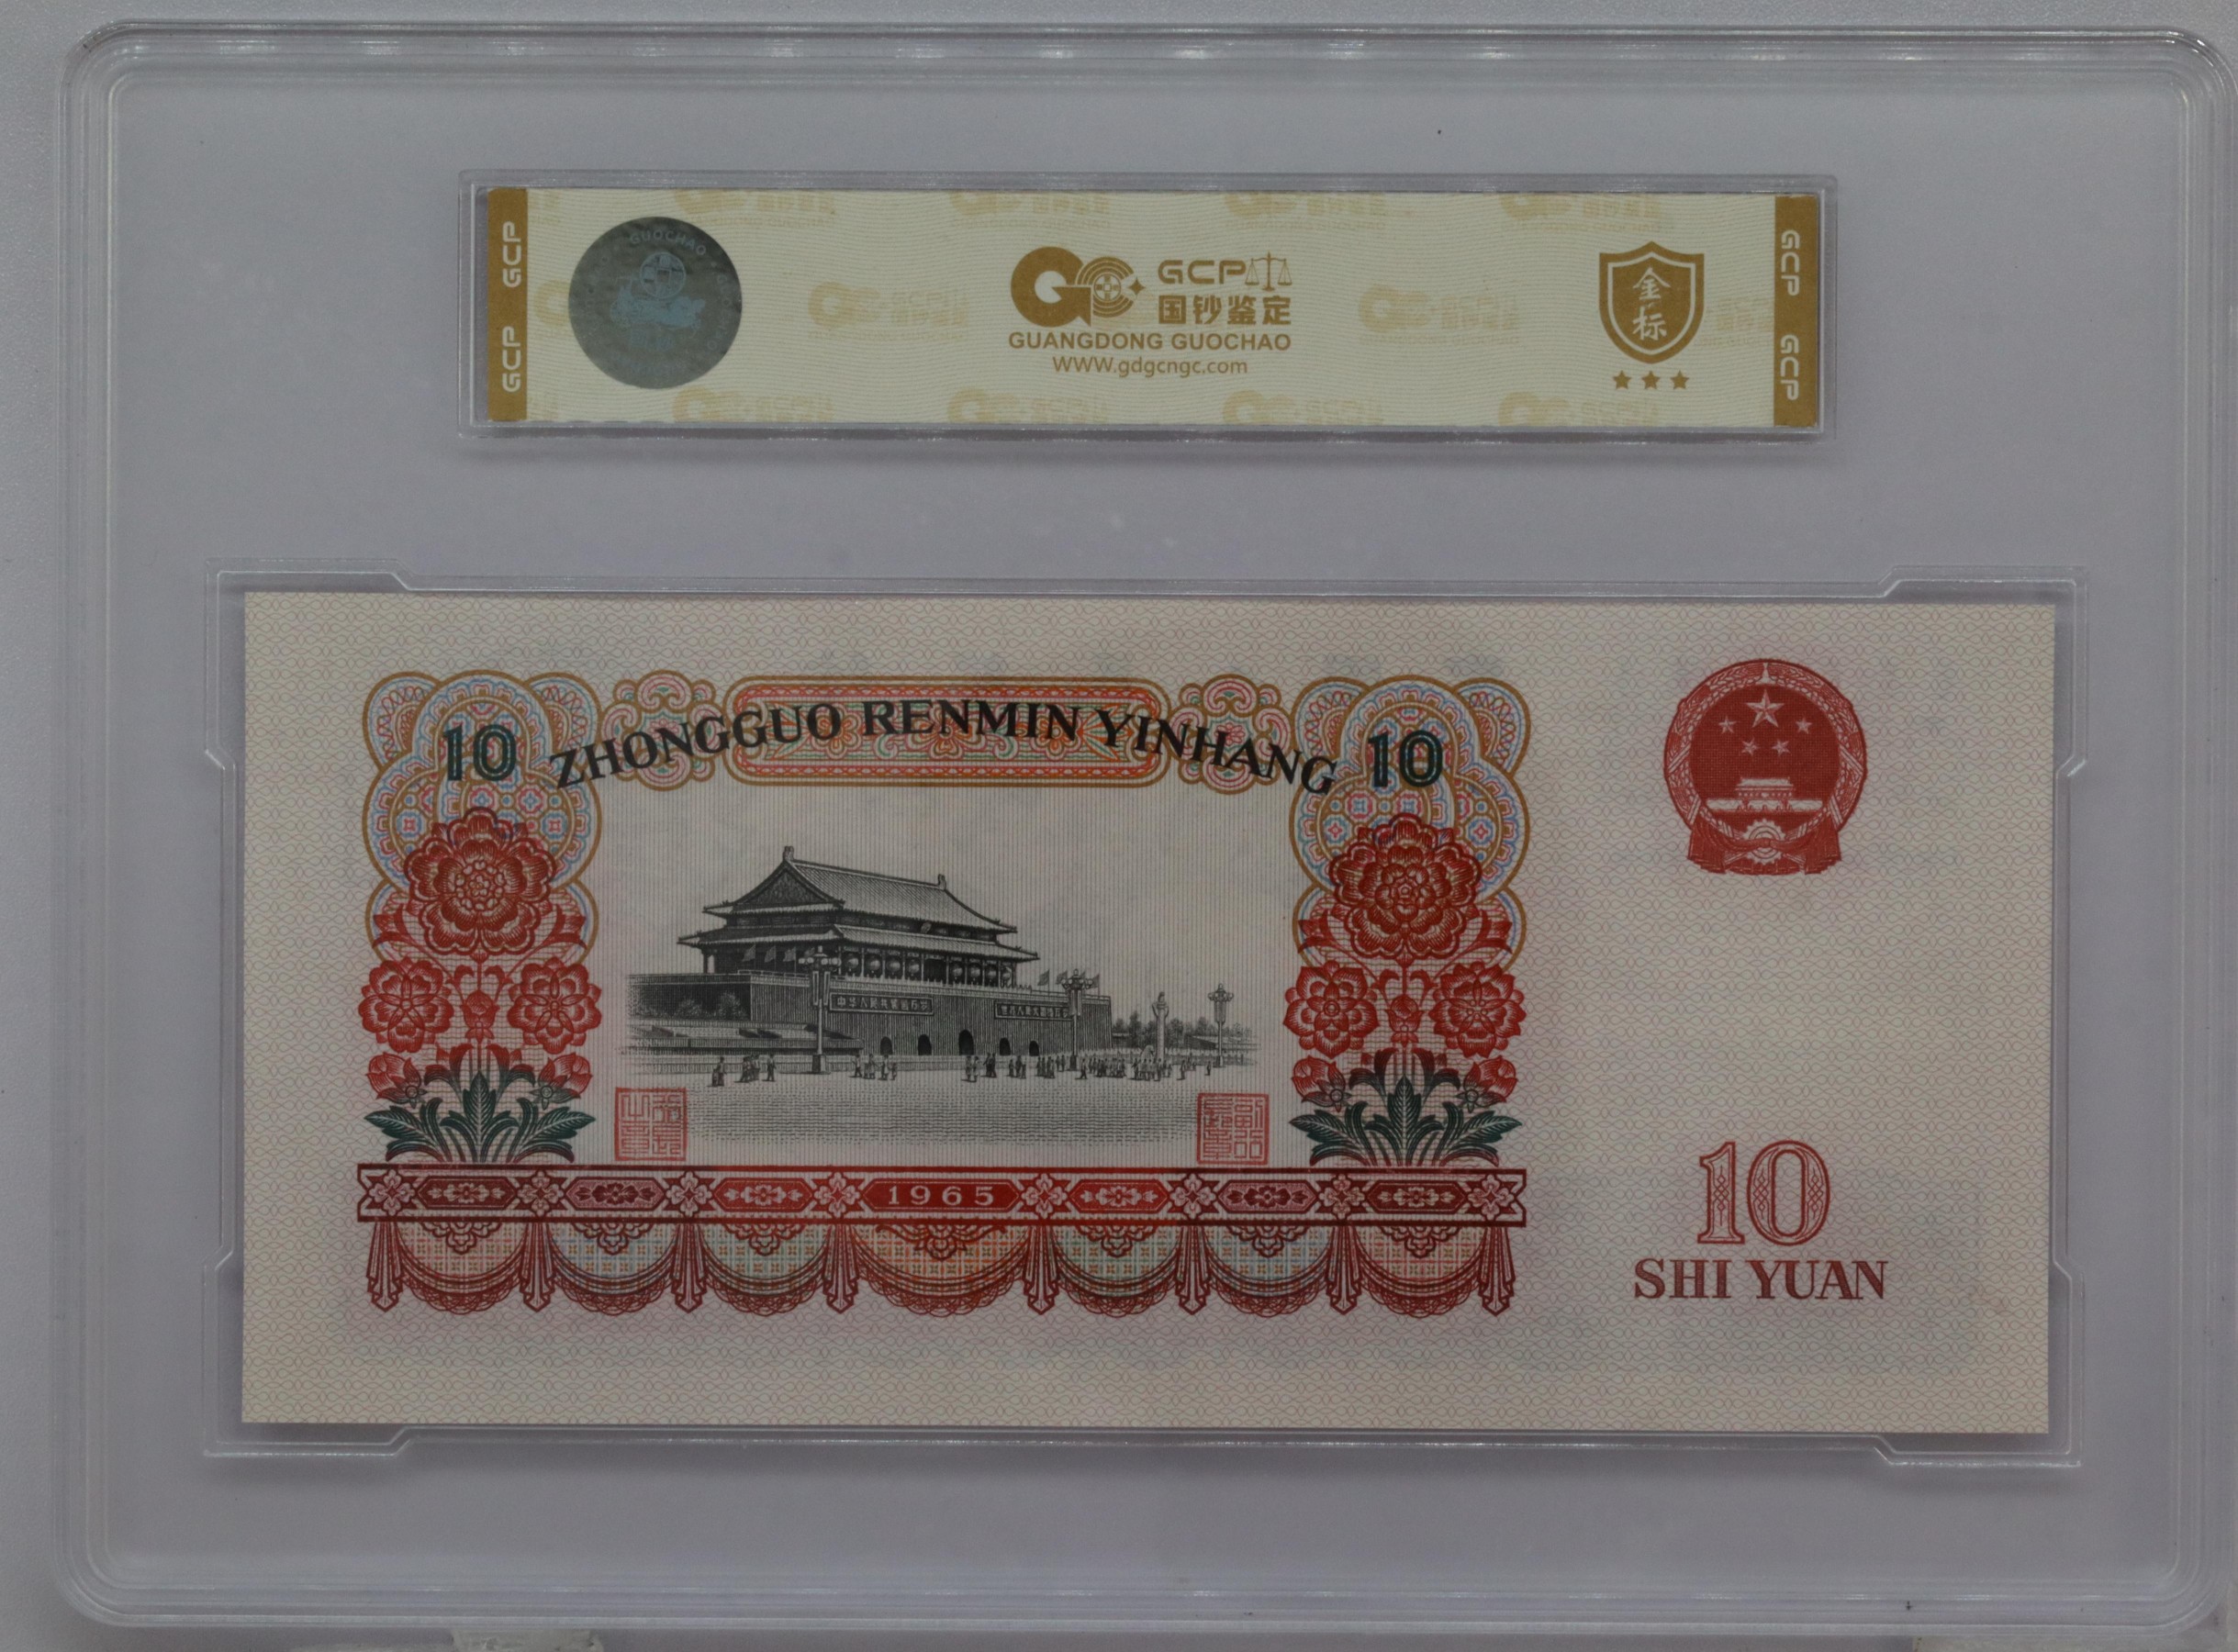 GCP GCP
GUOCHAO
GCP
国钞鉴定
GUANGDONG GUOCHAO
WWW.gdgcngc.com
金标
GCP GCP
ZHONGGUO RENMIN YINHANG
10
10
1965
10
SHI YUAN